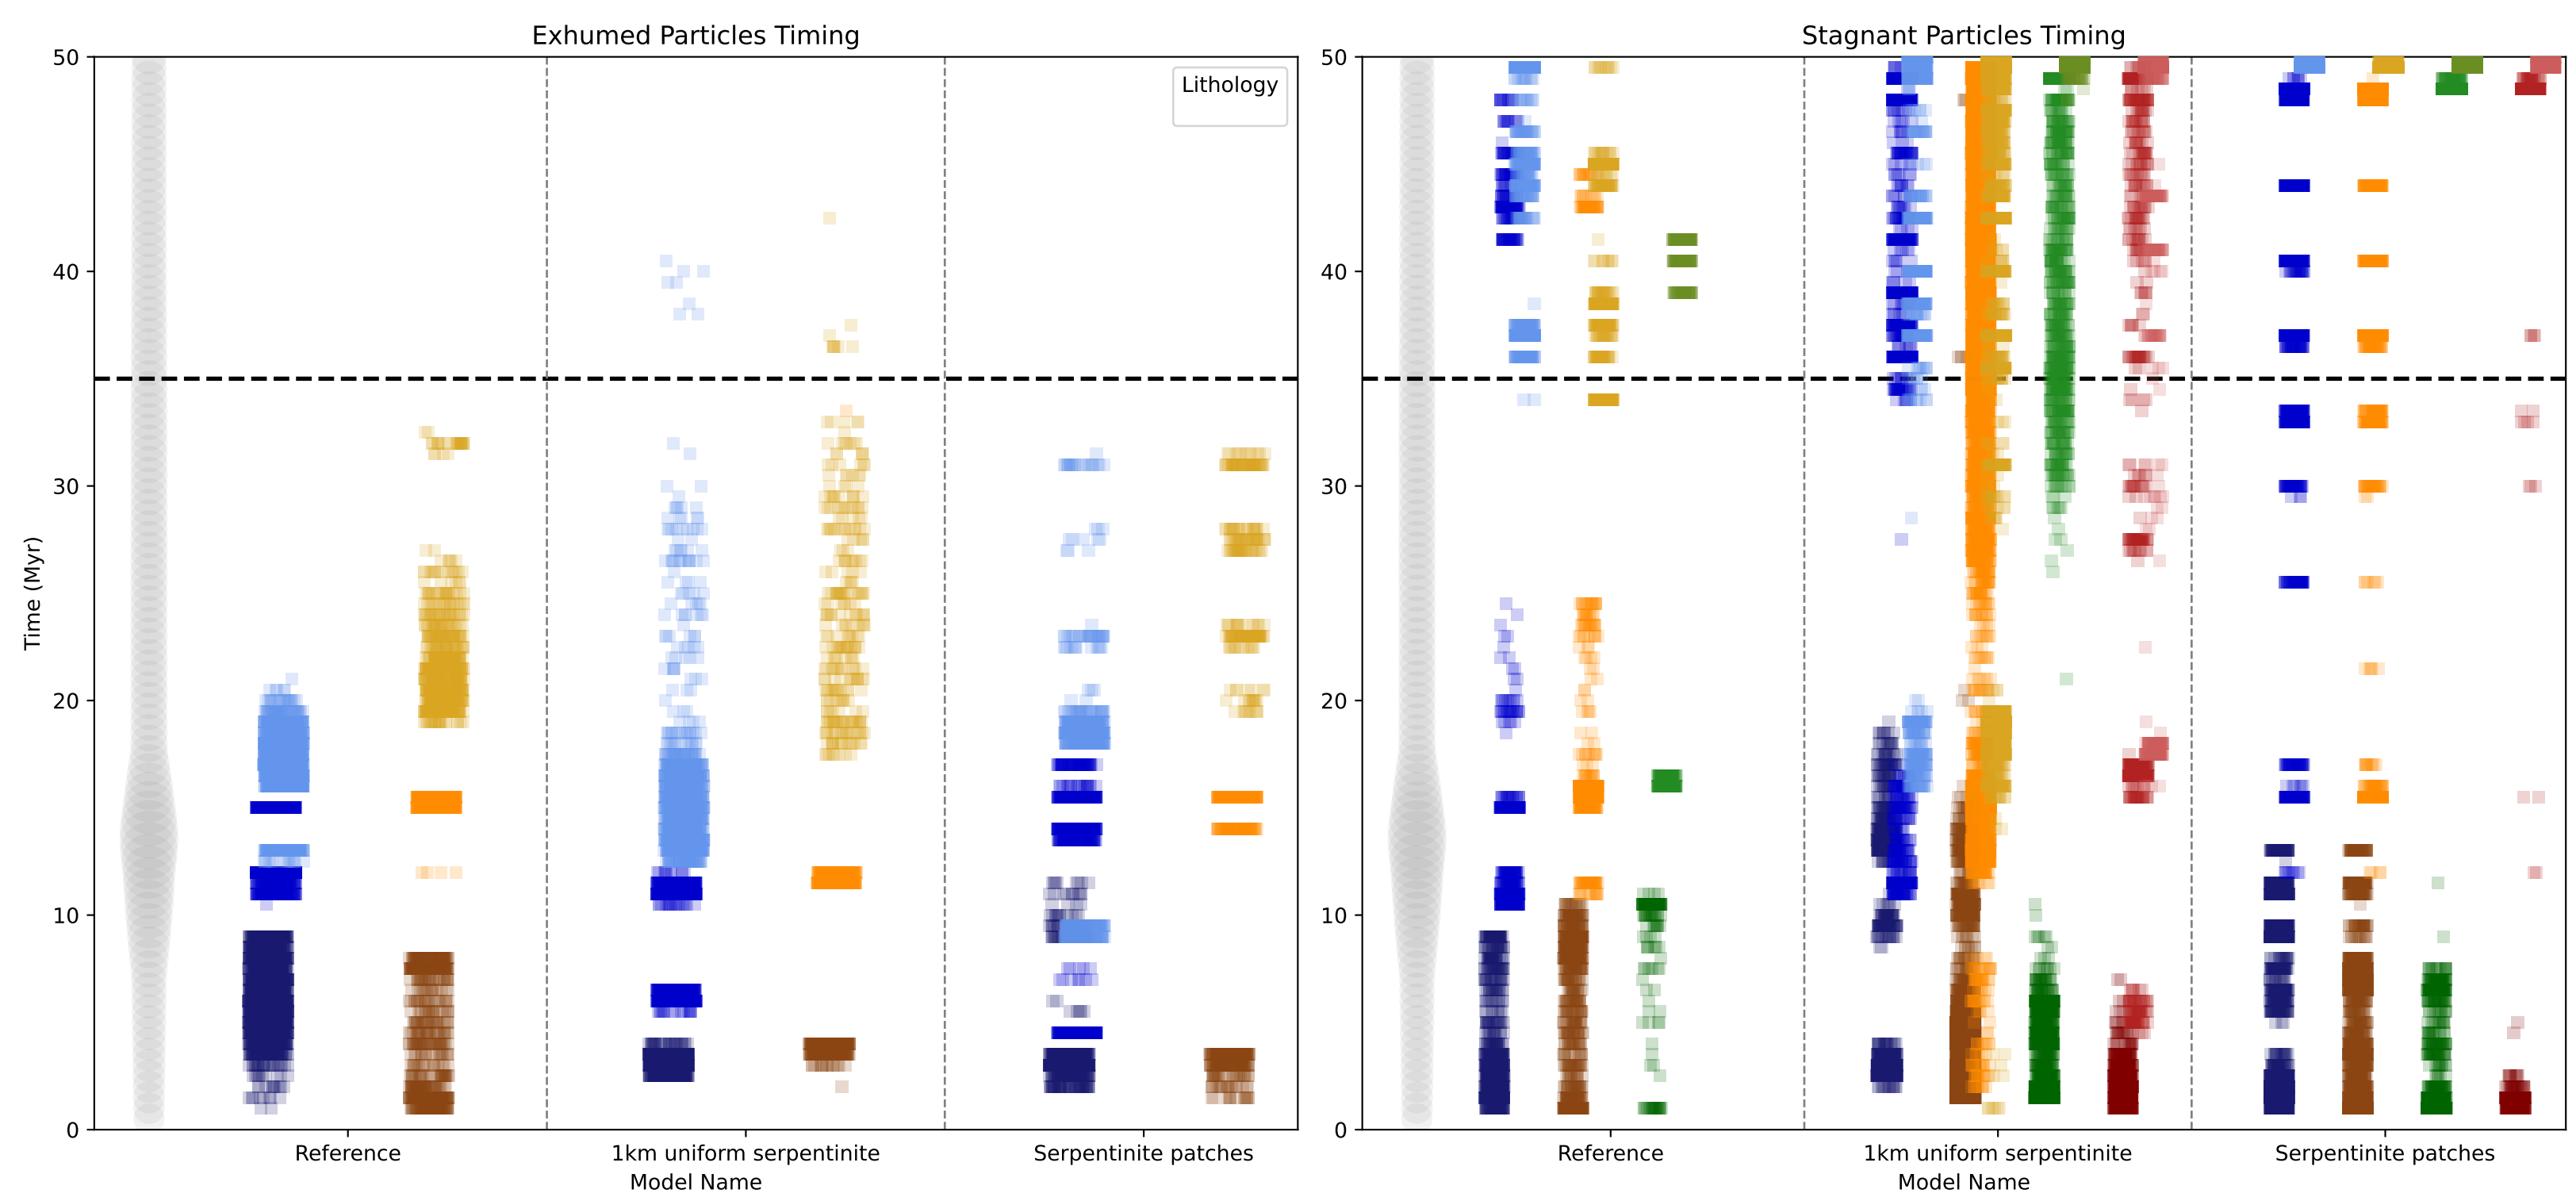 Exhumed Particles Timing
Stagnant Particles Timing
Lithology
Time (Myr)
50
40
30
20
10
0
50
40
30
20
10
0
Reference
1km uniform serpentinite
Serpentinite patches
Model Name
Reference
1km uniform serpentinite
Serpentinite patches
Model Name